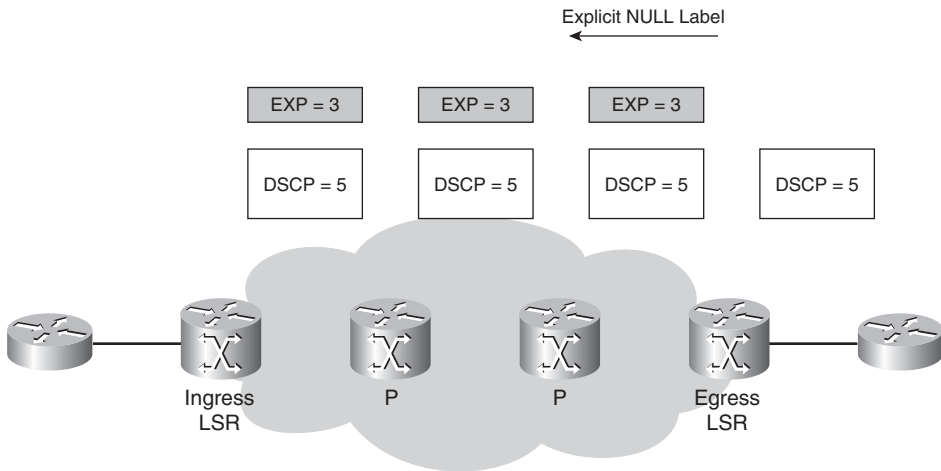 Explicit NULL Label
EXP = 3
EXP = 3
EXP = 3
DSCP = 5
DSCP = 5
DSCP = 5
DSCP = 5
Ingress
LSR
P
P
Egress
LSR